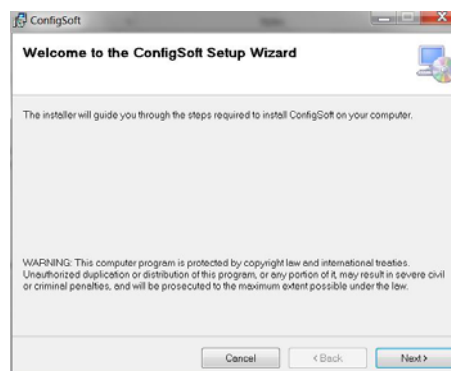 ConfigSoft
Welcome to the ConfigSoft Setup Wizard
The installer will guide you through the steps required to install ConfigSoft on your computer.
WARNING: This computer program is protected by copyright law and international treaties.
Unauthorized duplication or distribution of this program, or any portion of it, may result in severe civil
or criminal penalties, and will be prosecuted to the maximum extent possible under the law.
Cancel
< Back
Next >